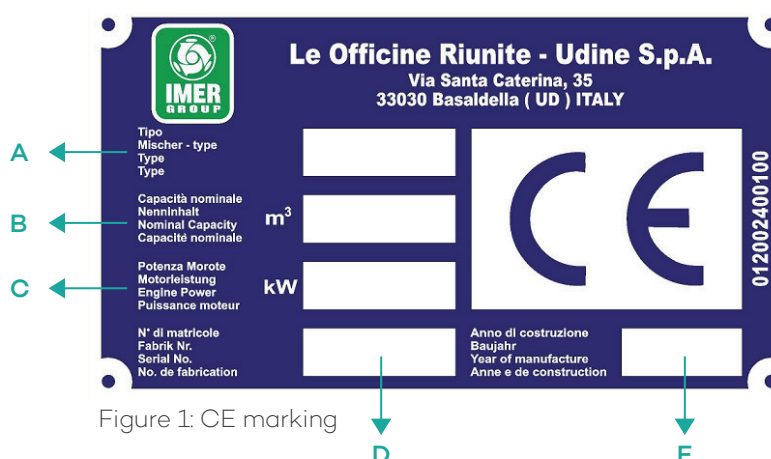 IMER
GROUP
Le Officine Riunite - Udine S.p.A.
Via Santa Caterina, 35
33030 Basaldella ( UD ) ITALY
A
Tipo
Mischer - type
Type
Type
B
Capacità nominale
Nenninhalt
Nominal Capacity
Capacitè nominale
m³
C
Potenza Morote
Motorleistung
Engine Power
Puissance moteur
kW
N° di matricole
Fabrik Nr.
Serial No.
No. de fabrication
Anno di costruzione
Baujahr
Year of manufacture
Anne e de construction
CE
012002400100
Figure 1: CE marking
D
E